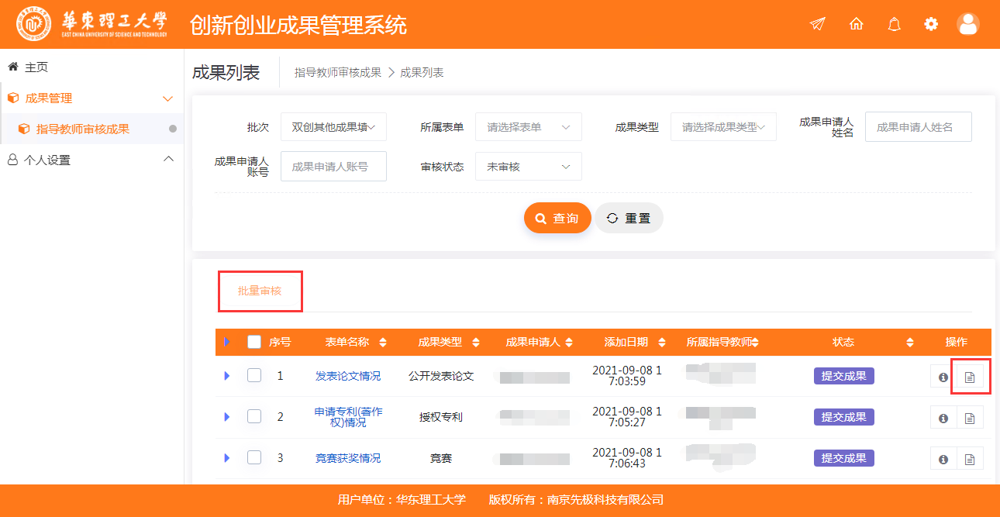 華東理工大学
EAST CHINA UNIVERSITY OF SCIENCE AND TECHNOLOGY
创新创业成果管理系统
主页
成果管理
指导教师审核成果
个人设置
成果列表
指导教师审核成果 > 成果列表
批次 双创其他成果填 所属表单 请选择表单 成果类型 请选择成果类型 成果申请人姓名 成果申请人姓名
成果申请人账号 成果申请人账号 审核状态 未审核
查询 重置
批量审核
序号 表单名称 成果类型 成果申请人 添加日期 所属指导教师 状态 操作
1 发表论文情况 公开发表论文 2021-09-08 17:03:59 提交成果
2 申请专利(著作权)情况 授权专利 2021-09-08 17:05:27 提交成果
3 竞赛获奖情况 竞赛 2021-09-08 17:06:43 提交成果
用户单位：华东理工大学 版权所有：南京先极科技有限公司